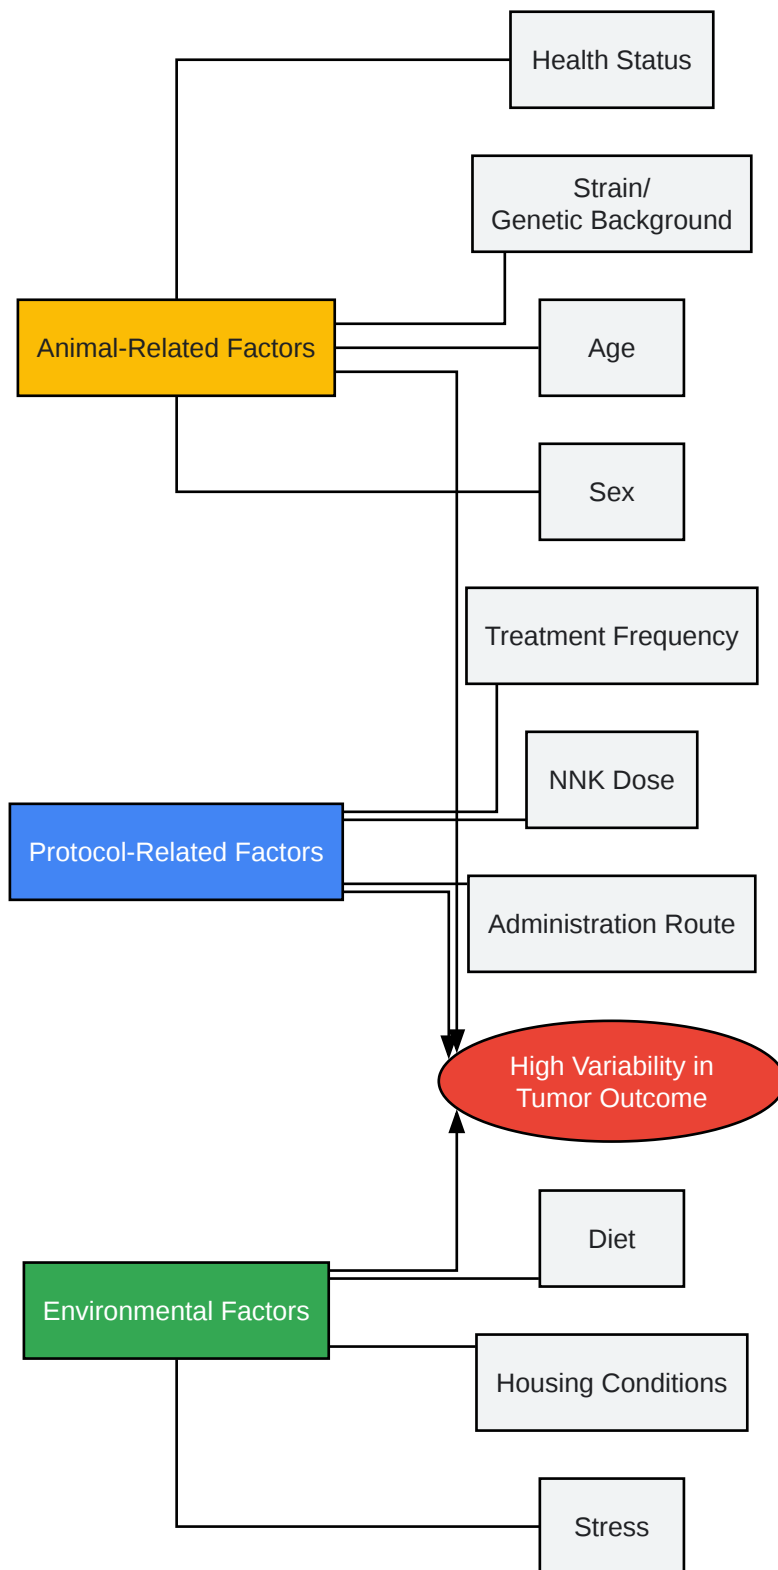 Health Status
Strain/
Genetic Background
Animal-Related Factors
Age
Sex
Treatment Frequency
NNK Dose
Protocol-Related Factors
Administration Route
High Variability in
Tumor Outcome
Diet
Environmental Factors
Housing Conditions
Stress